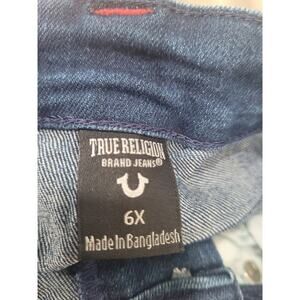 TRUE RELIGION
BRAND JEANS®
6X
Made In Bangladesh